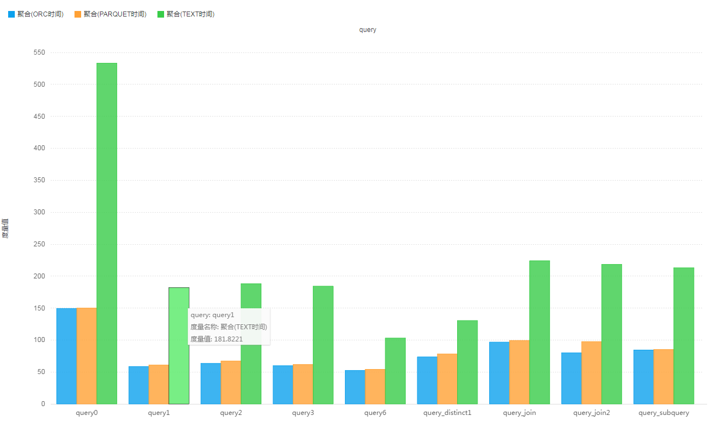 聚合(ORC时间) 聚合(PARQUET时间) 聚合(TEXT时间)
query
550
500
450
400
350
300
250
200
150
100
50
0
度量值
query: query1
度量名称: 聚合(TEXT时间)
度量值: 181.8221
query0 query1 query2 query3 query6 query_distinct1 query_join query_join2 query_subquery